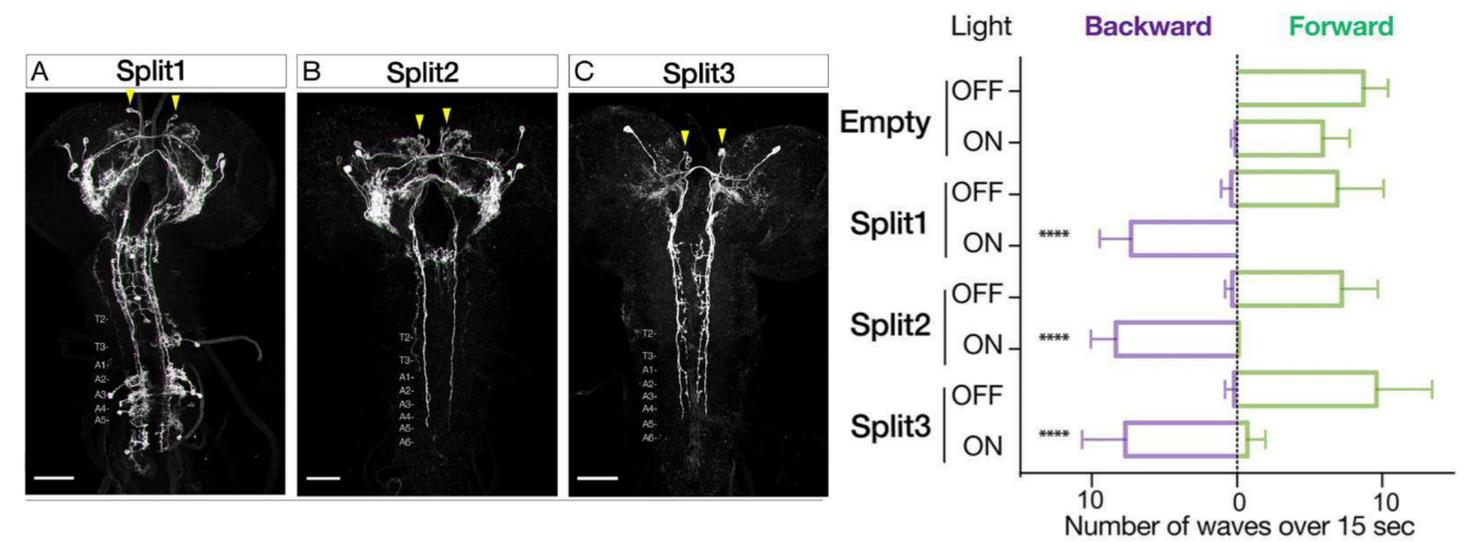 A Split1
T2-
T3-
A1-
A2-
A3
A4-
A5-
B Split2
T2-
T3-
A1-
A2-
A3-
A4-
A5-
A6-
C Split3
T2-
T3-
A1-
A2-
A3-
A4-
A5-
A6-
Light Backward Forward
Empty
OFF
ON
Split1
OFF
ON ****
Split2
OFF
ON ****
Split3
OFF
ON ****
10 0 10
Number of waves over 15 sec